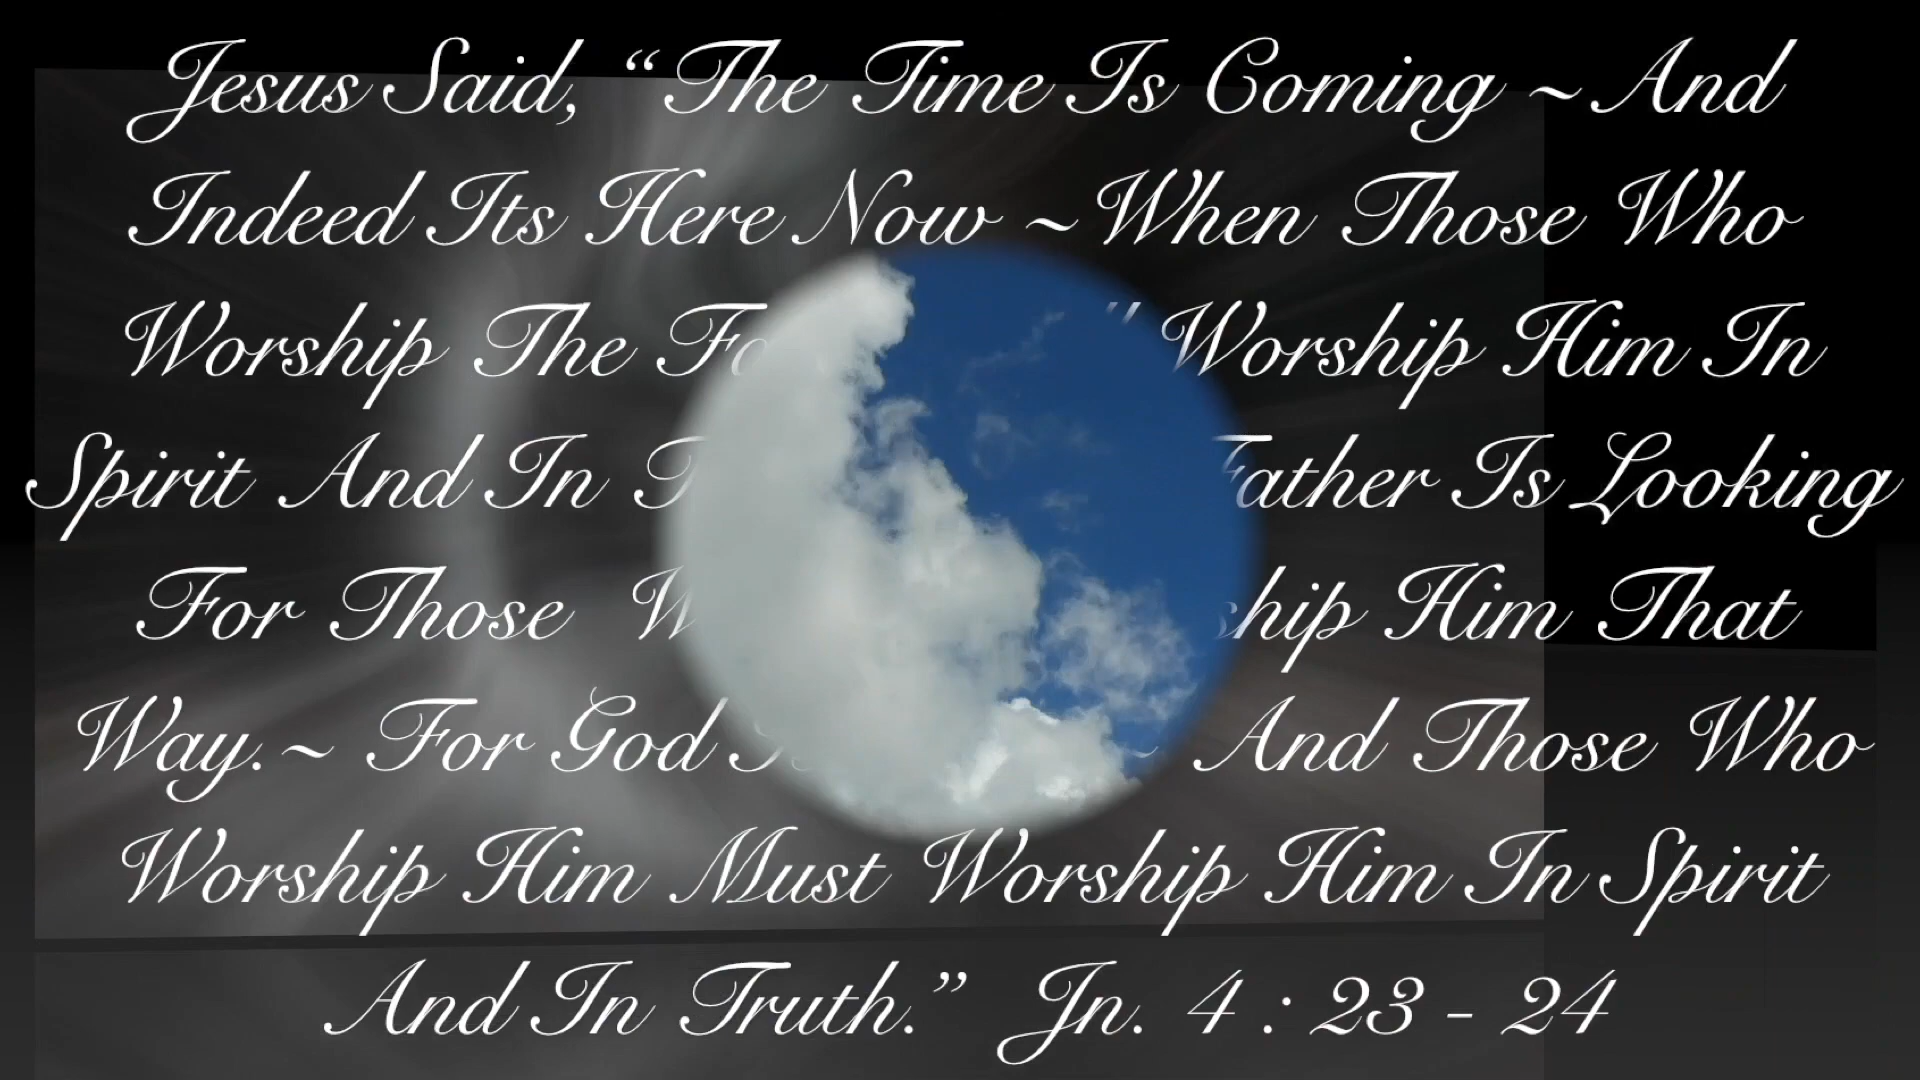 Jesus Said, “The Time Is Coming ~ And
Indeed Its Here Now ~ When Those Who
Worship The Worship Him In
Spirit And In Father Is Looking
For Those Him That
Way. ~ For God ~ And Those Who
Worship Him Must Worship Him In Spirit
And In Truth.” Jn. 4 : 23 - 24